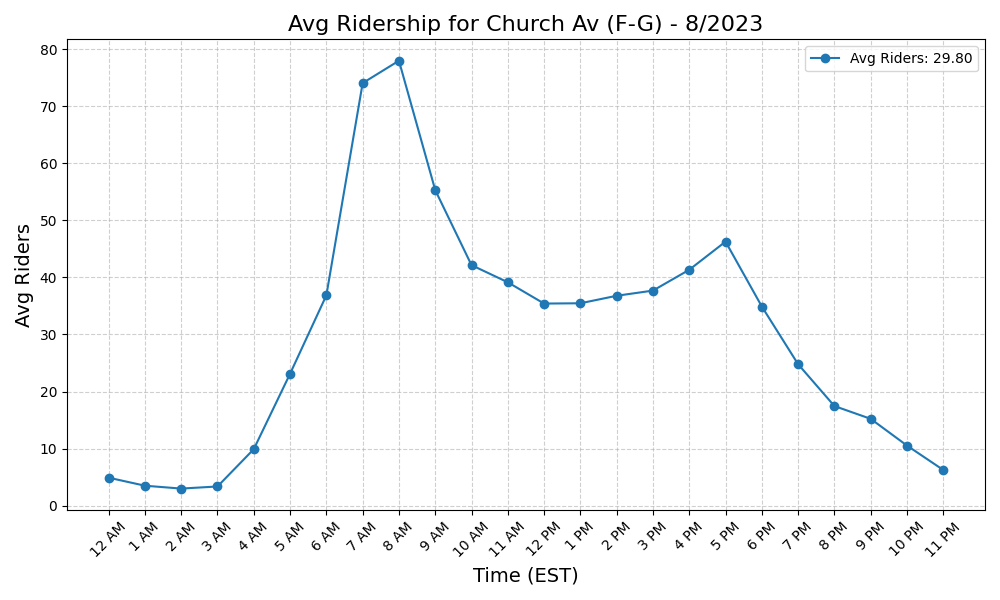 Avg Ridership for Church Av (F-G) - 8/2023
Avg Riders: 29.80
Avg Riders
80
70
60
50
40
30
20
10
0
12 AM
1 AM
2 AM
3 AM
4 AM
5 AM
6 AM
7 AM
8 AM
9 AM
10 AM
11 AM
12 PM
1 PM
2 PM
3 PM
4 PM
5 PM
6 PM
7 PM
8 PM
9 PM
10 PM
11 PM
Time (EST)